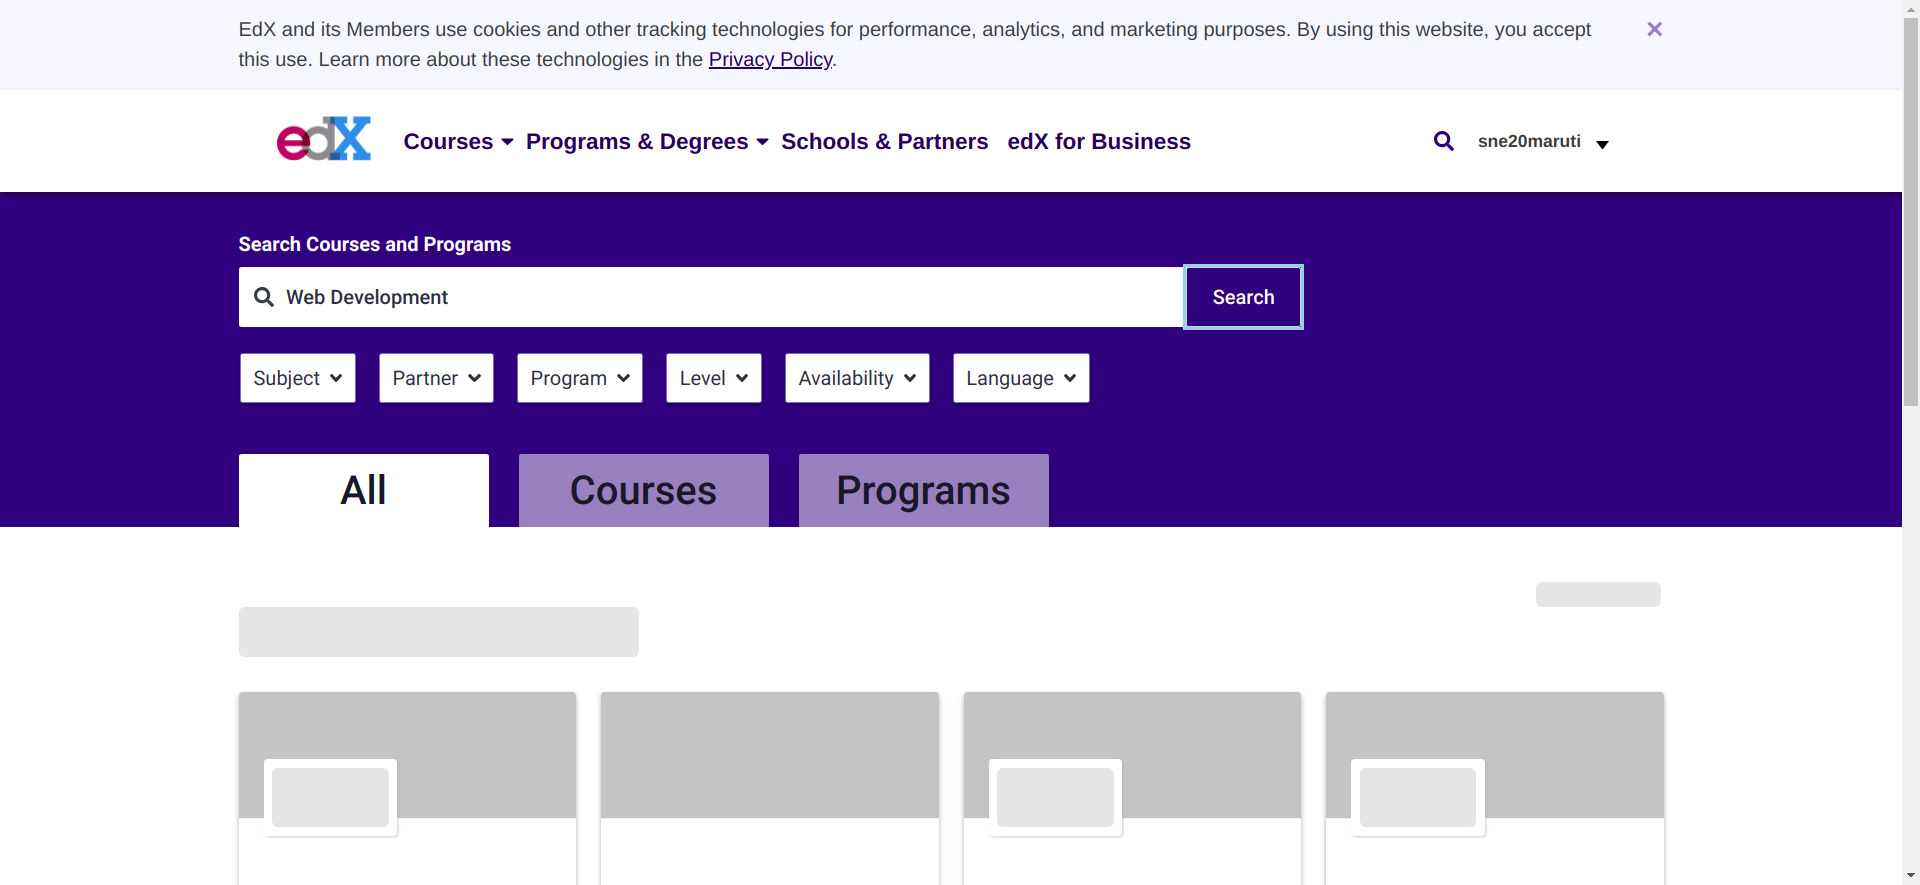 EdX and its Members use cookies and other tracking technologies for performance, analytics, and marketing purposes. By using this website, you accept
this use. Learn more about these technologies in the Privacy Policy.
edX
Courses Programs & Degrees Schools & Partners edX for Business
sne20maruti
Search Courses and Programs
Web Development
Search
Subject
Partner
Program
Level
Availability
Language
All
Courses
Programs